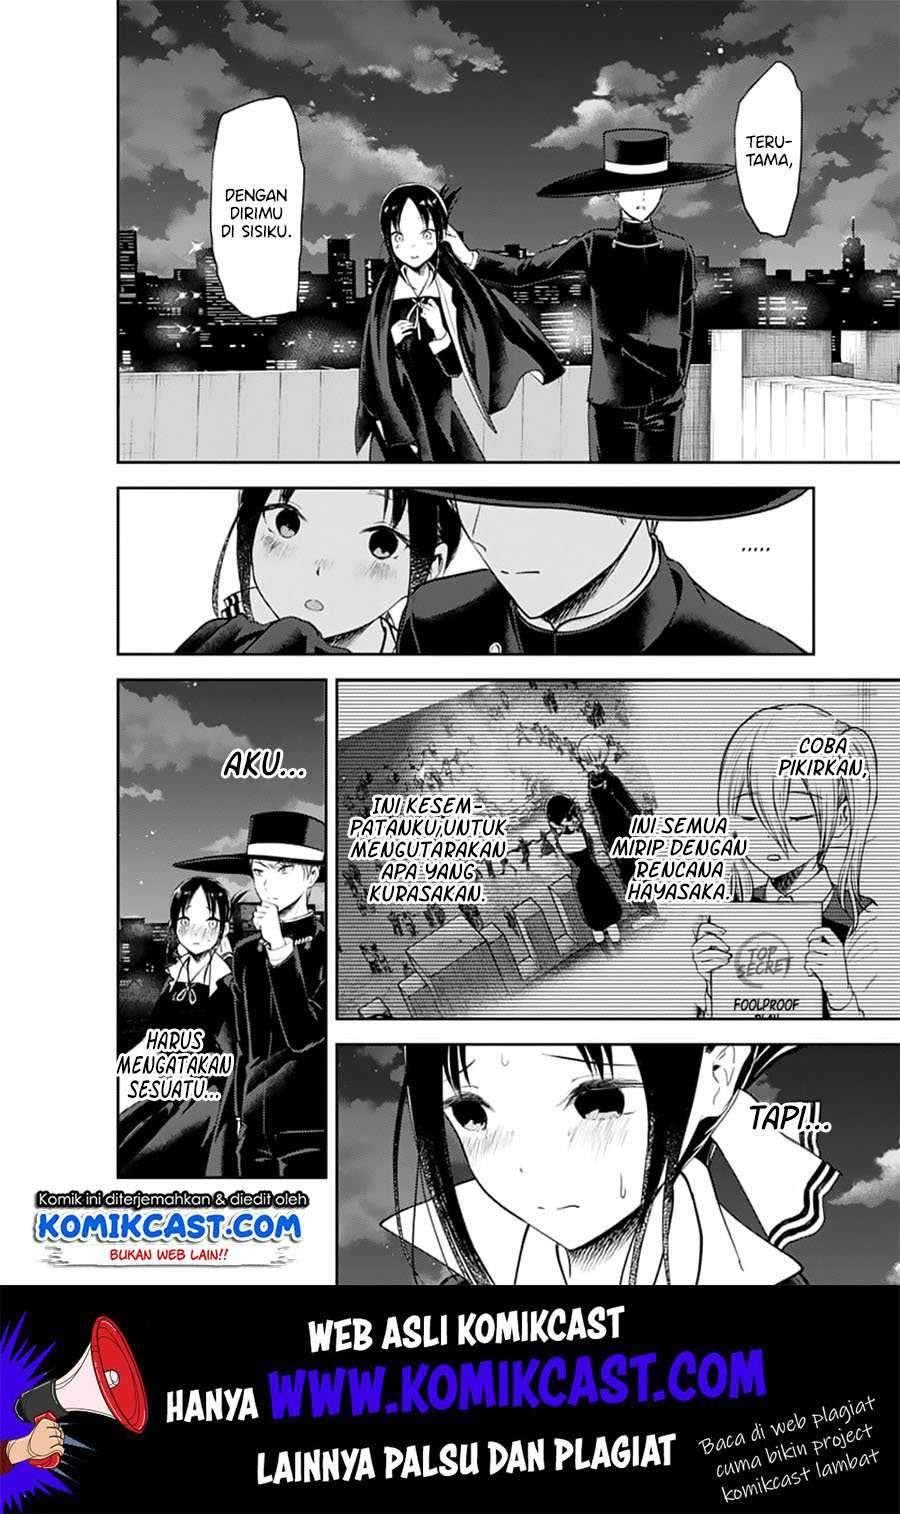 TERU-
TAMA,
DENGAN
DIRIMU
DI SISIKU.
.....
COBA
PIKIRKAN,
INI SEMUA
MIRIP DENGAN
RENCANA
HAYASAKA.
TOP
SECRET
FOOLPROOF
PLAN
INI KESEM-
PATANKU, UNTUK
MENGUTARAKAN
APA YANG
KURASAKAN.
AKU...
HARUS
MENGATAKAN
SESUATU...
TAPI...
Komik ini diterjemahkan & diedit oleh
KOMIKCAST.COM
BUKAN WEB LAIN!!
WEB ASLI KOMIKCAST
HANYA WWW.KOMIKCAST.COM
LAINNYA PALSU DAN PLAGIAT
Baca di web plagiat
cuma bikin project
komikcast lambat